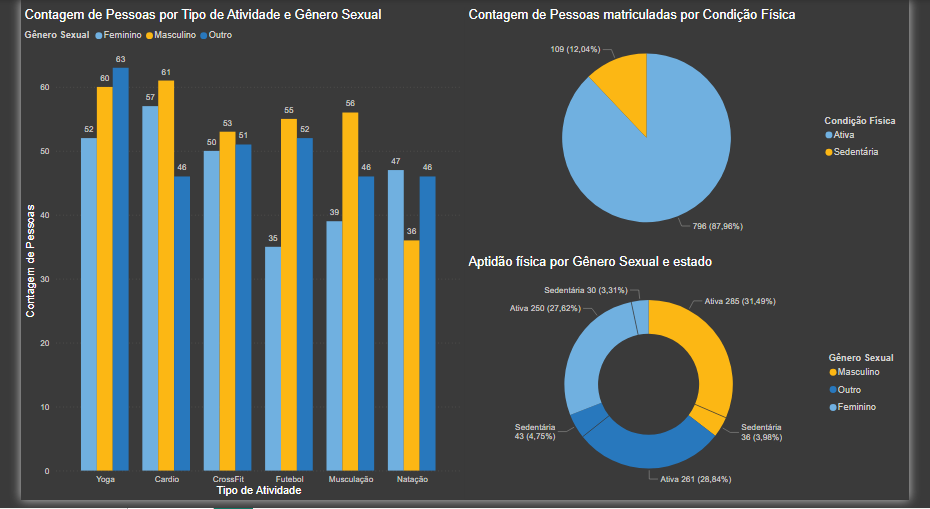 Contagem de Pessoas por Tipo de Atividade e Gênero Sexual
Gênero Sexual Feminino Masculino Outro
Contagem de Pessoas
60
50
40
30
20
10
0
52
60
63
57
61
46
50
53
51
35
55
52
39
56
46
47
36
46
Yoga
Cardio
CrossFit
Futebol
Musculação
Natação
Tipo de Atividade
Contagem de Pessoas matriculadas por Condição Física
109 (12,04%)
796 (87,96%)
Condição Física
Ativa
Sedentária
Aptidão física por Gênero Sexual e estado
Sedentária 30 (3,31%)
Ativa 285 (31,49%)
Ativa 250 (27,62%)
Sedentária
43 (4,75%)
Sedentária
36 (3,98%)
Ativa 261 (28,84%)
Gênero Sexual
Masculino
Outro
Feminino